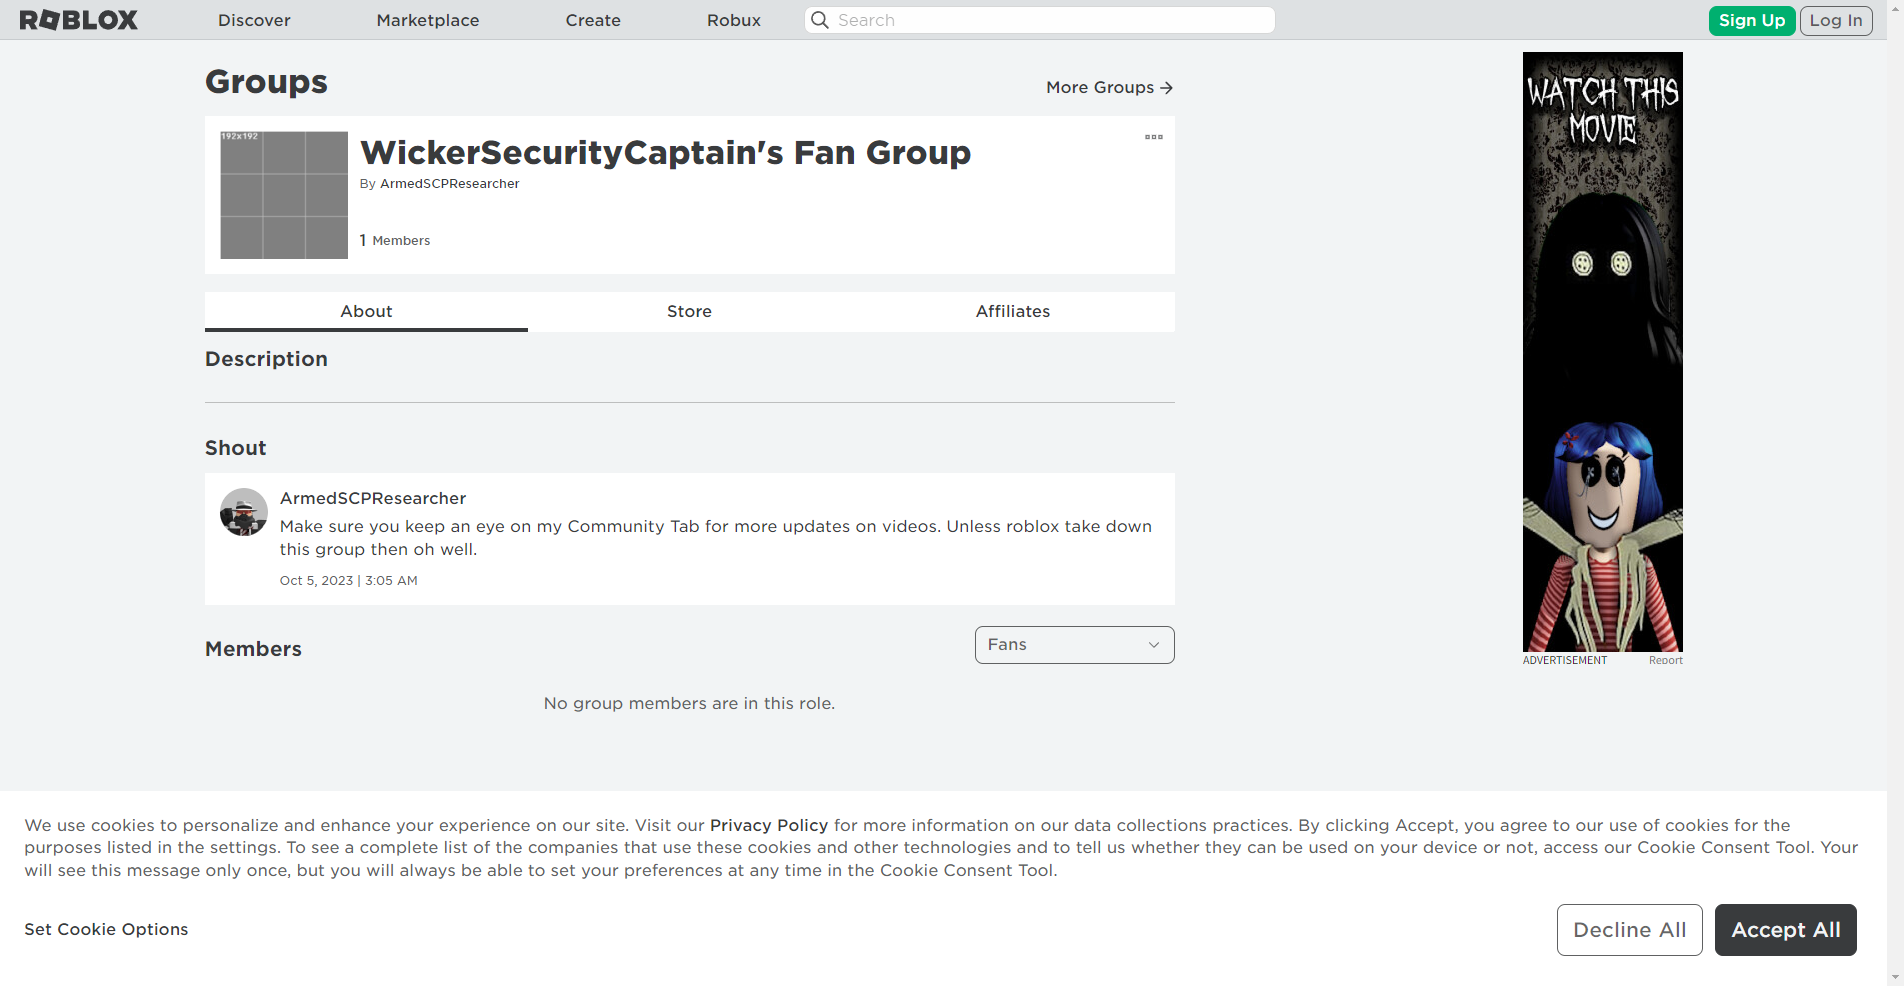 ROBLOX
Discover
Marketplace
Create
Robux
Search
Sign Up
Log In
Groups
More Groups
192x192
WickerSecurityCaptain's Fan Group
By ArmedSCPResearcher
1 Members
About
Store
Affiliates
Description
Shout
ArmedSCPResearcher
Make sure you keep an eye on my Community Tab for more updates on videos. Unless roblox take down
this group then oh well.
Oct 5, 2023 | 3:05 AM
Members
Fans
No group members are in this role.
WATCH THIS
MOVIE
ADVERTISEMENT
Report
We use cookies to personalize and enhance your experience on our site. Visit our Privacy Policy for more information on our data collections practices. By clicking Accept, you agree to our use of cookies for the
purposes listed in the settings. To see a complete list of the companies that use these cookies and other technologies and to tell us whether they can be used on your device or not, access our Cookie Consent Tool. Your
will see this message only once, but you will always be able to set your preferences at any time in the Cookie Consent Tool.
Set Cookie Options
Decline All
Accept All